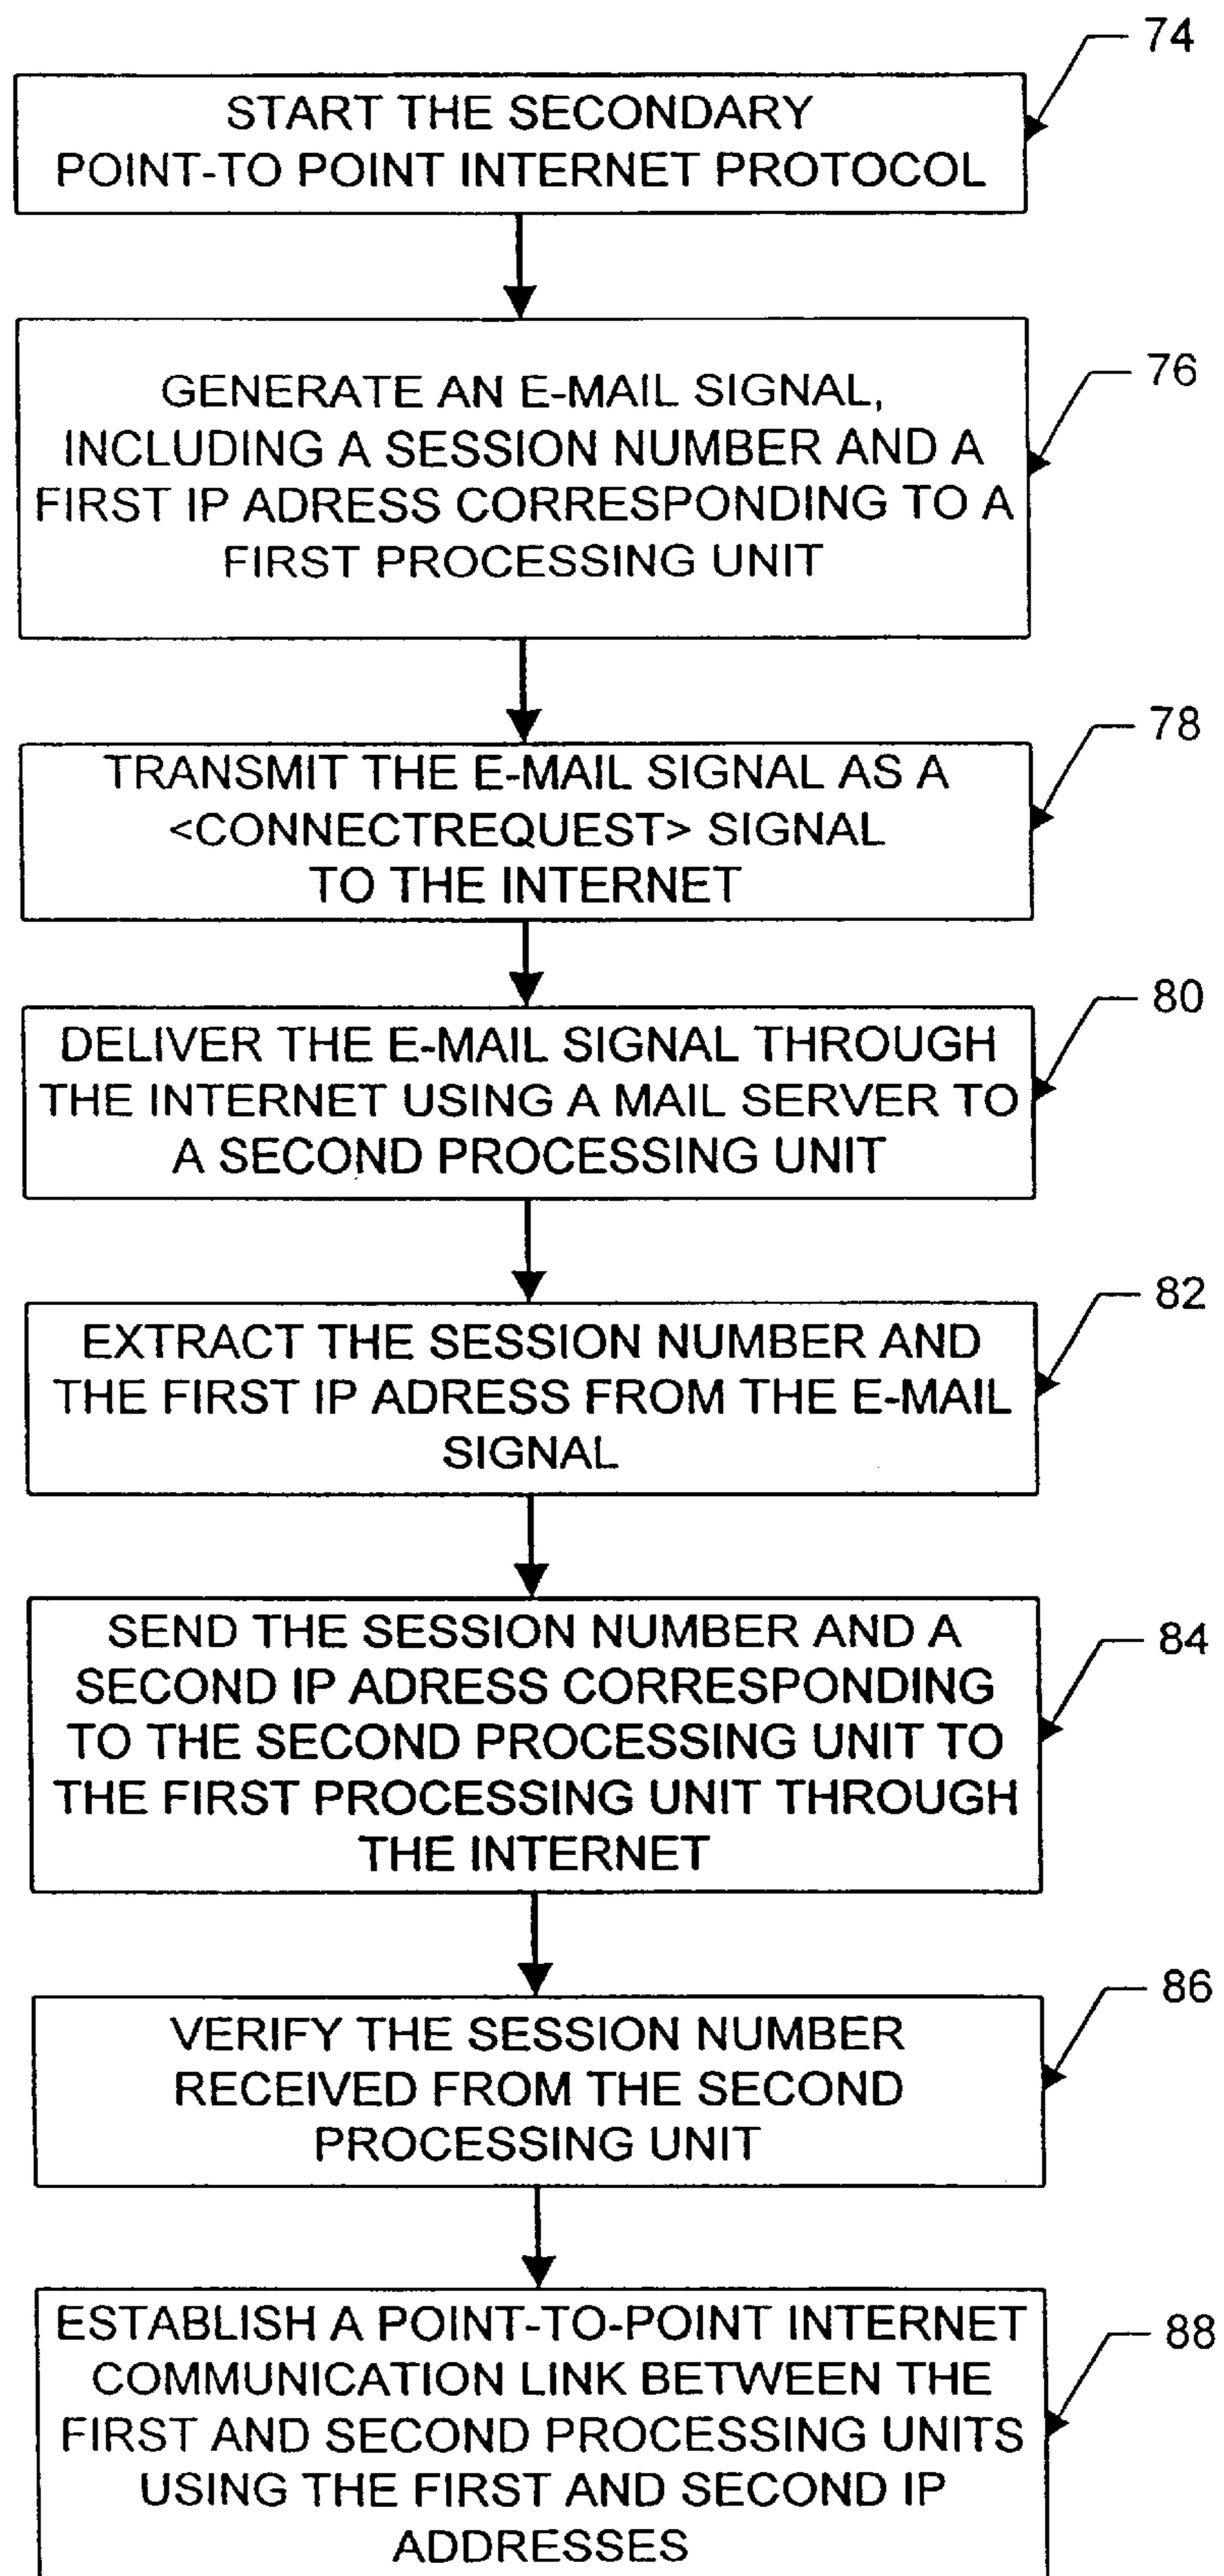 74
START THE SECONDARY
POINT-TO POINT INTERNET PROTOCOL
76
GENERATE AN E-MAIL SIGNAL,
INCLUDING A SESSION NUMBER AND A
FIRST IP ADRESS CORRESPONDING TO A
FIRST PROCESSING UNIT
78
TRANSMIT THE E-MAIL SIGNAL AS A
<CONNECTREQUEST> SIGNAL
TO THE INTERNET
80
DELIVER THE E-MAIL SIGNAL THROUGH
THE INTERNET USING A MAIL SERVER TO
A SECOND PROCESSING UNIT
82
EXTRACT THE SESSION NUMBER AND
THE FIRST IP ADRESS FROM THE E-MAIL
SIGNAL
84
SEND THE SESSION NUMBER AND A
SECOND IP ADRESS CORRESPONDING
TO THE SECOND PROCESSING UNIT TO
THE FIRST PROCESSING UNIT THROUGH
THE INTERNET
86
VERIFY THE SESSION NUMBER
RECEIVED FROM THE SECOND
PROCESSING UNIT
88
ESTABLISH A POINT-TO-POINT INTERNET
COMMUNICATION LINK BETWEEN THE
FIRST AND SECOND PROCESSING UNITS
USING THE FIRST AND SECOND IP
ADDRESSES